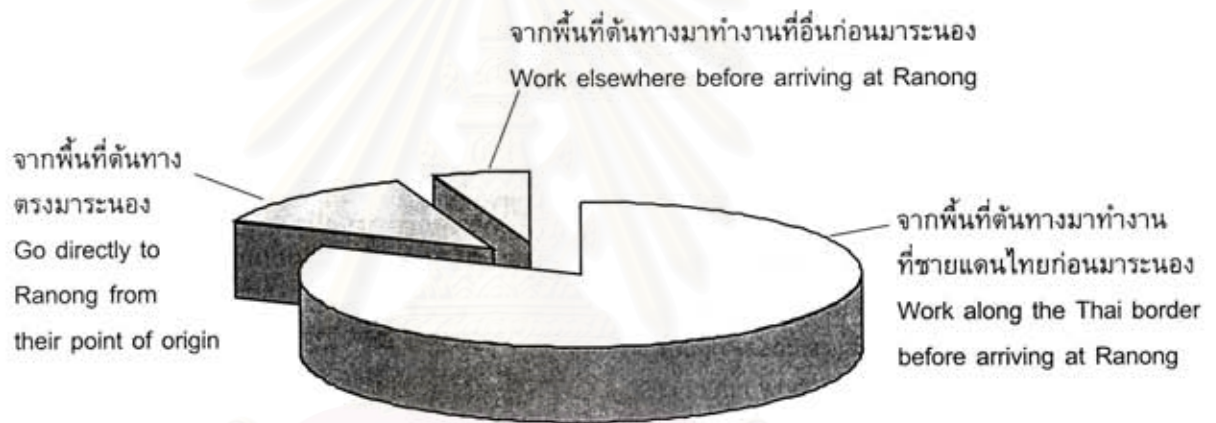 จากพื้นที่ต้นทางมาทำงานที่อื่นก่อนมาระนอง
Work elsewhere before arriving at Ranong
จากพื้นที่ต้นทาง
ตรงมาระนอง
Go directly to
Ranong from
their point of origin
จากพื้นที่ต้นทางมาทำงาน
ที่ชายแดนไทยก่อนมาระนอง
Work along the Thai border
before arriving at Ranong